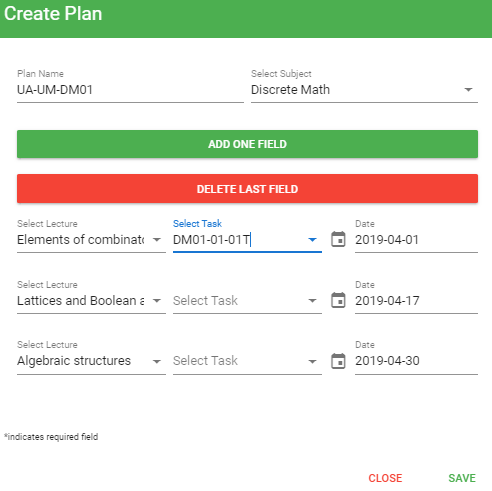 Create Plan
Plan Name Select Subject
UA-UM-DM01 Discrete Math
ADD ONE FIELD
DELETE LAST FIELD
Select Lecture Select Task Date
Elements of combinato DM01-01-01T 2019-04-01
Select Lecture Date
Lattices and Boolean a Select Task 2019-04-17
Select Lecture Date
Algebraic structures Select Task 2019-04-30
*indicates required field
CLOSE SAVE